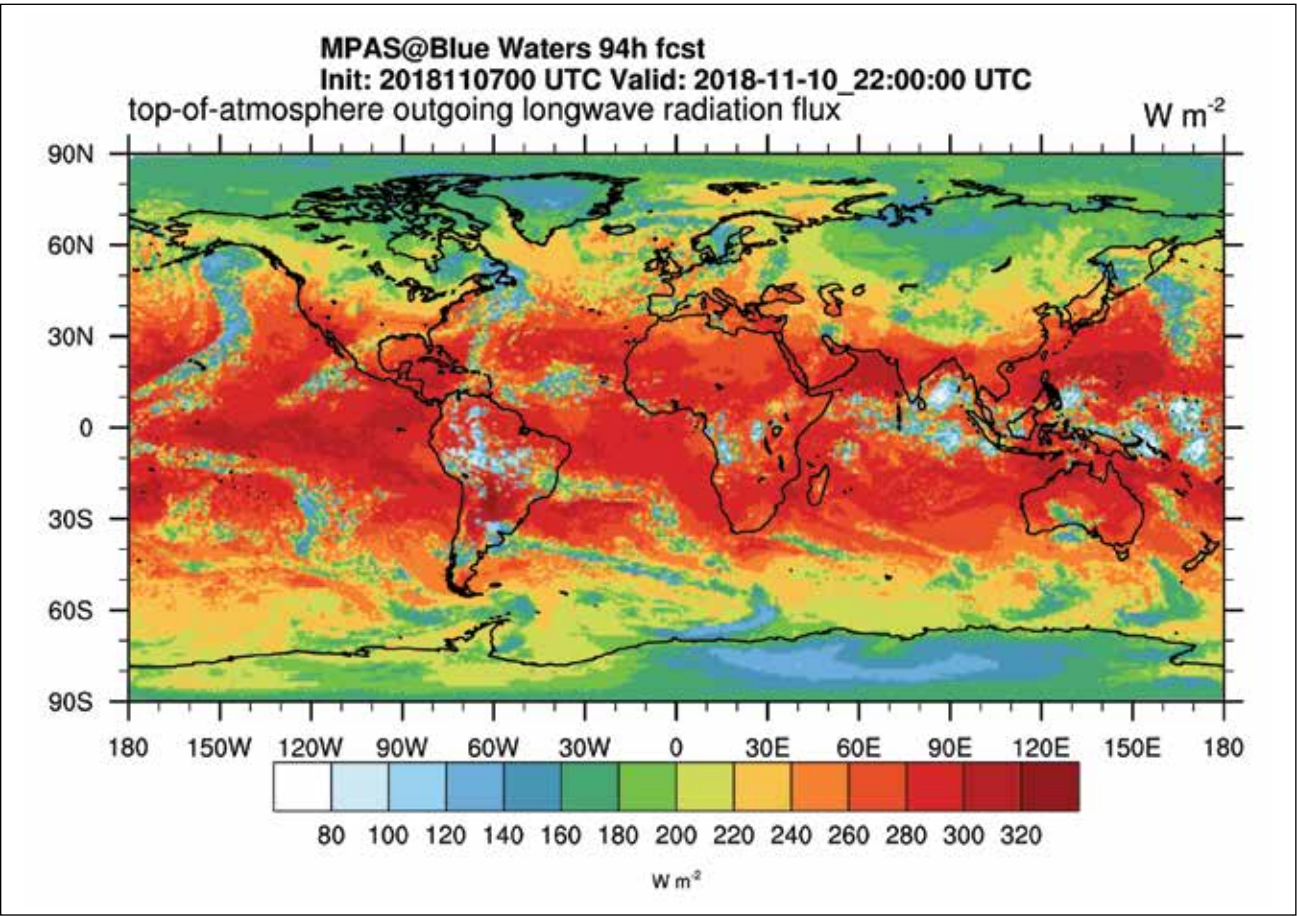 MPAS@Blue Waters 94h fcst
Init: 2018110700 UTC Valid: 2018-11-10_22:00:00 UTC
top-of-atmosphere outgoing longwave radiation flux W m-2
90N
60N
30N
0
30S
60S
90S
180 150W 120W 90W 60W 30W 0 30E 60E 90E 120E 150E 180
80 100 120 140 160 180 200 220 240 260 280 300 320
W m-2